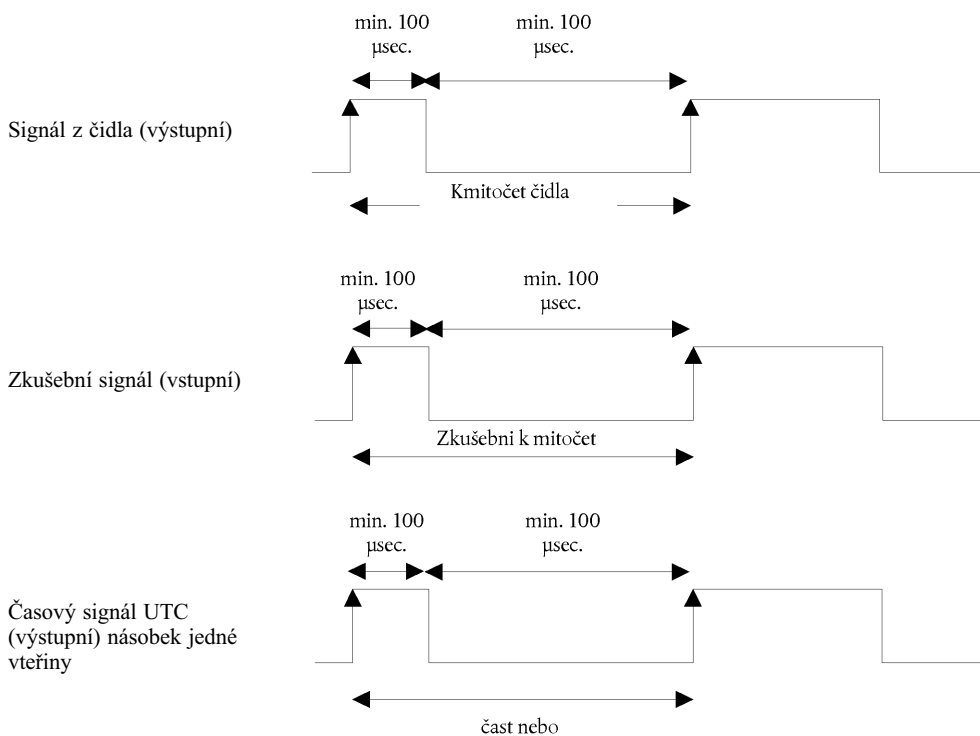 min. 100
µsec.
min. 100
µsec.
Signál z čidla (výstupní)
Kmitočet čidla
min. 100
µsec.
min. 100
µsec.
Zkušební signál (vstupní)
Zkušebni k mitočet
min. 100
µsec.
min. 100
µsec.
Časový signál UTC
(výstupní) násobek jedné
vteřiny
čast nebo